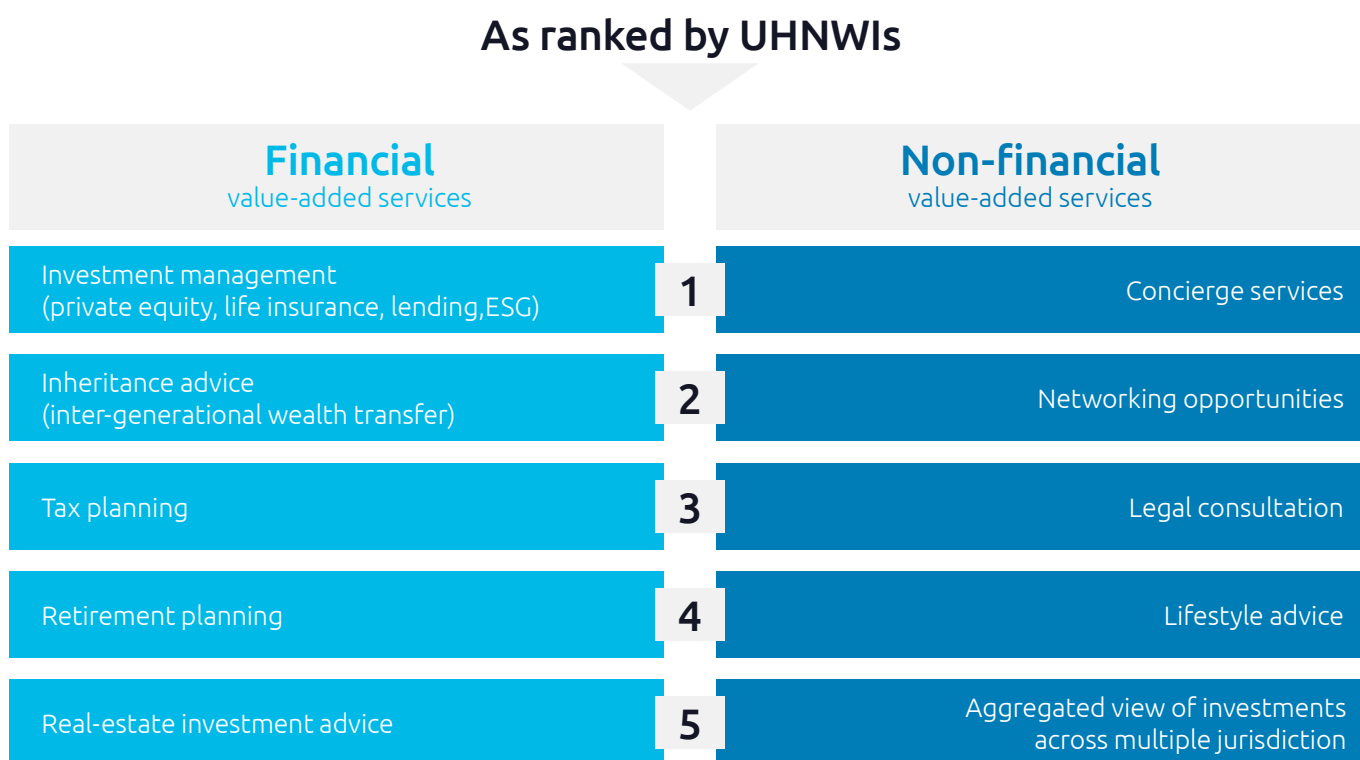 As ranked by UHNWIs
Financial
value-added services
Non-financial
value-added services
Investment management
(private equity, life insurance, lending,ESG)
1
Concierge services
Inheritance advice
(inter-generational wealth transfer)
2
Networking opportunities
Tax planning
3
Legal consultation
Retirement planning
4
Lifestyle advice
Real-estate investment advice
5
Aggregated view of investments
across multiple jurisdiction